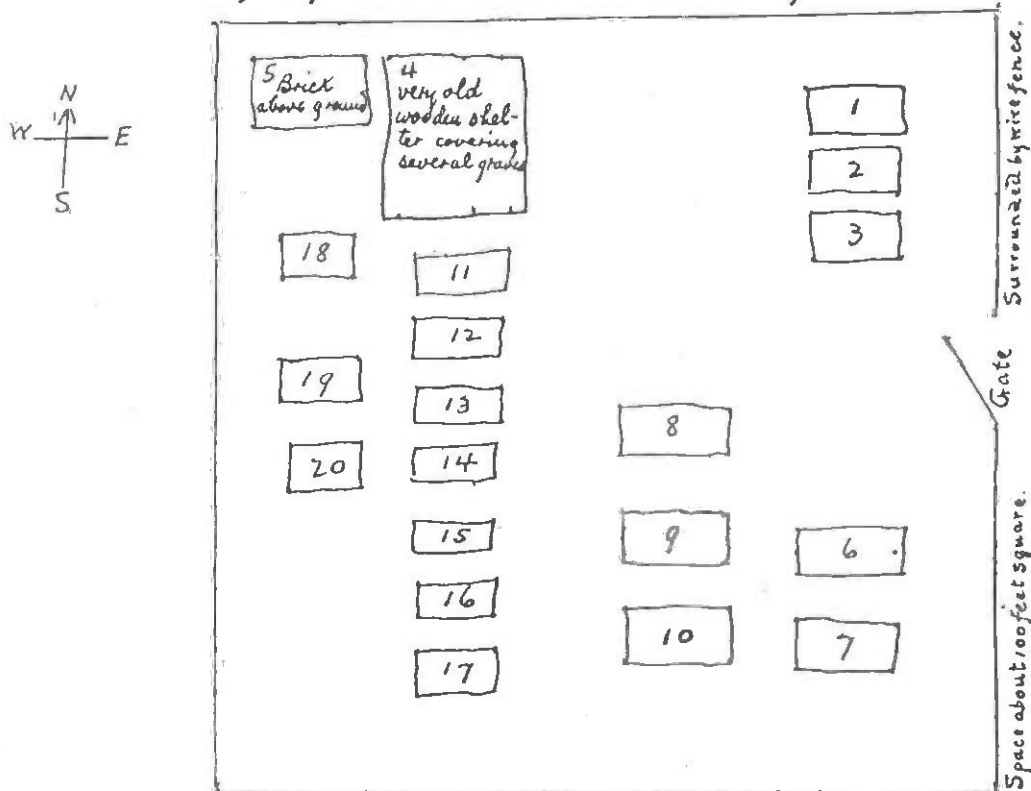 N
W E
S
5 Brick
above ground
4
very old
wooden shel-
ter covering
several graves
1
2
3
18
11
12
19
13
20
14
15
16
17
8
9
10
6
7
Surrounded by wire fence.
Gate
Space about 100 feet square.